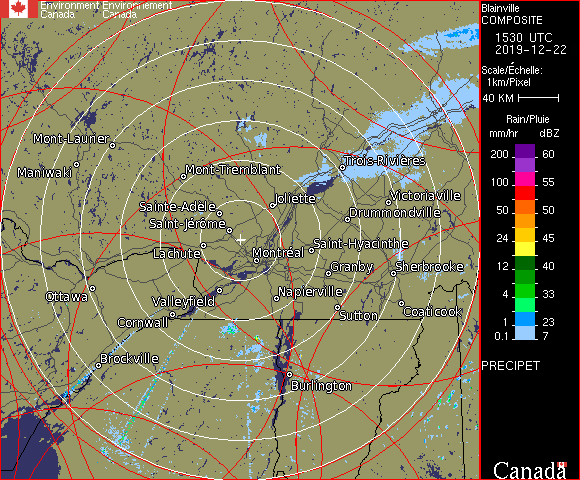 Environment Environnement
Canada Canada
Blainville
COMPOSITE
1530 UTC
2019-12-22
Scale/Échelle:
1km/Pixel
40 KM
Rain/Pluie
mm/hr dBZ
200 60
100 55
50 50
24 45
12 40
4 33
1 23
0.1 7
PRECIPET
Canada
Mont-Laurier
Maniwaki
Mont-Tremblant
Trois-Rivières
Joliette
Victoriaville
Sainte-Adèle
Drummondville
Saint-Jérôme
Lachute
Montréal
Saint-Hyacinthe
Granby
Sherbrooke
Ottawa
Valleyfield
Napierville
Cornwall
Sutton
Coaticook
Brockville
Burlington